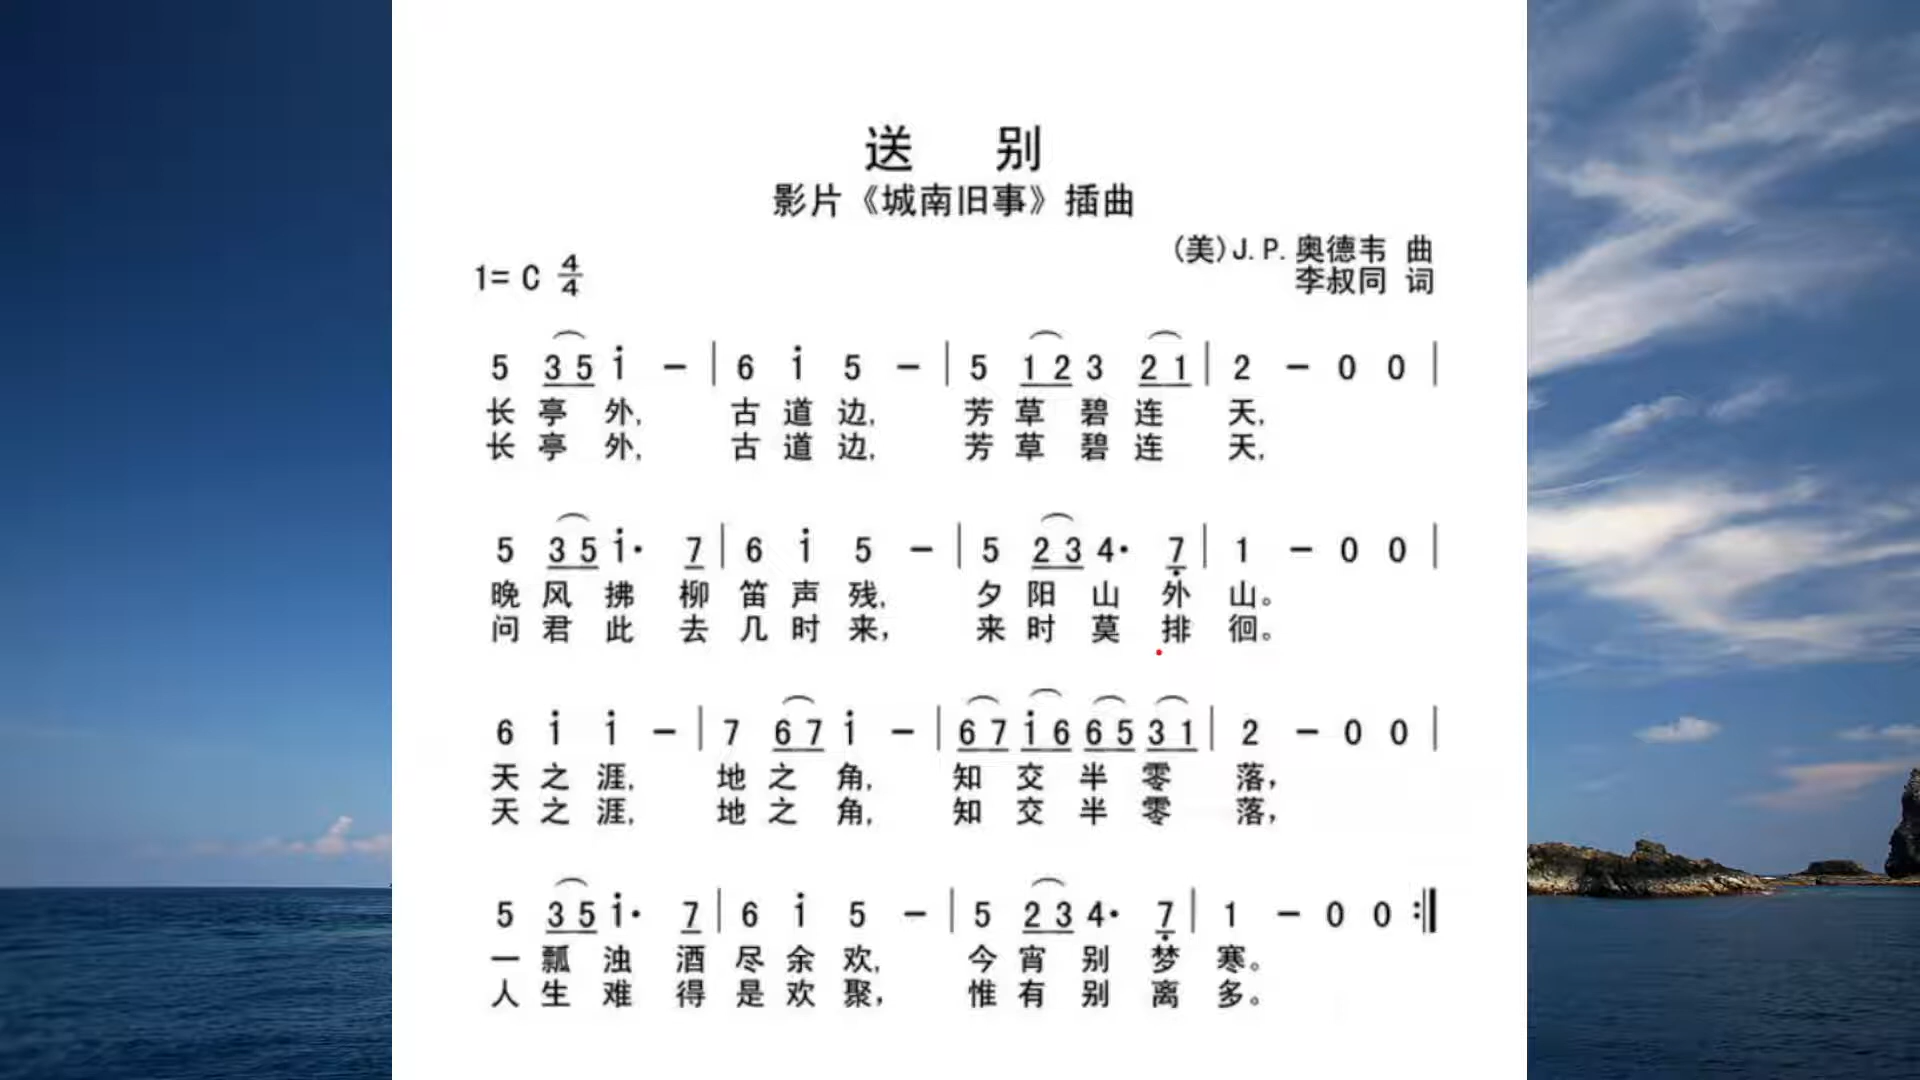 送 别
影片《城南旧事》插曲
(美)J.P.奥德韦 曲
李叔同 词
1= C 4/4
5 3 5 i - | 6 i 5 - | 5 1 2 3 2 1 | 2 - 0 0 |
长 亭 外, 古 道 边, 芳 草 碧 连 天,
长 亭 外, 古 道 边, 芳 草 碧 连 天,
5 3 5 i· 7 | 6 i 5 - | 5 2 3 4· 7 | 1 - 0 0 |
晚 风 拂 柳 笛 声 残, 夕 阳 山 外 山。
问 君 此 去 几 时 来, 来 时 莫 排 徊。
6 i i - | 7 6 7 i - | 6 7 i 6 6 5 3 1 | 2 - 0 0 |
天 之 涯, 地 之 角, 知 交 半 零 落,
天 之 涯, 地 之 角, 知 交 半 零 落,
5 3 5 i· 7 | 6 i 5 - | 5 2 3 4· 7 | 1 - 0 0 :|
一 瓢 浊 酒 尽 余 欢, 今 宵 别 梦 寒。
人 生 难 得 是 欢 聚, 惟 有 别 离 多。